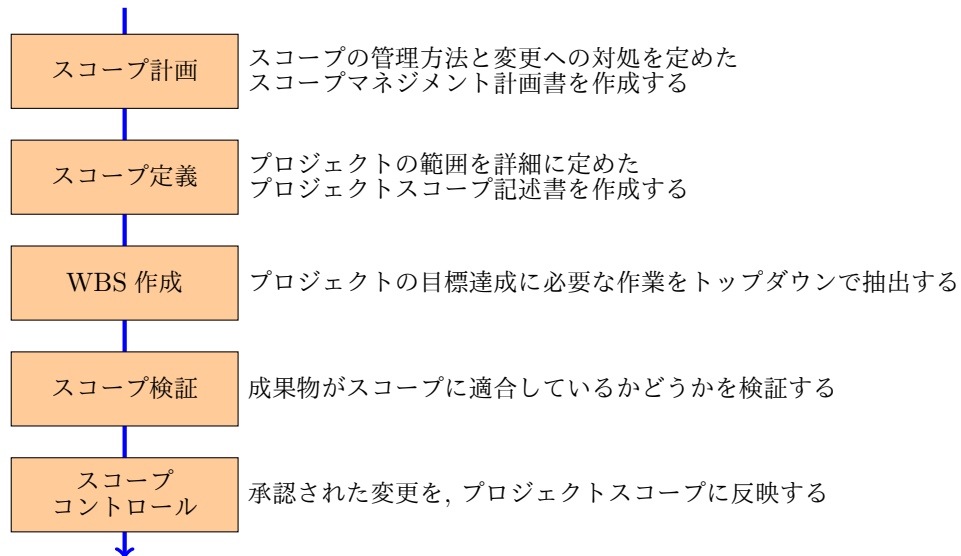 スコープ計画
スコープの管理方法と変更への対処を定めた
スコープマネジメント計画書を作成する
スコープ定義
プロジェクトの範囲を詳細に定めた
プロジェクトスコープ記述書を作成する
WBS 作成
プロジェクトの目標達成に必要な作業をトップダウンで抽出する
スコープ検証
成果物がスコープに適合しているかどうかを検証する
スコープ
コントロール
承認された変更を, プロジェクトスコープに反映する